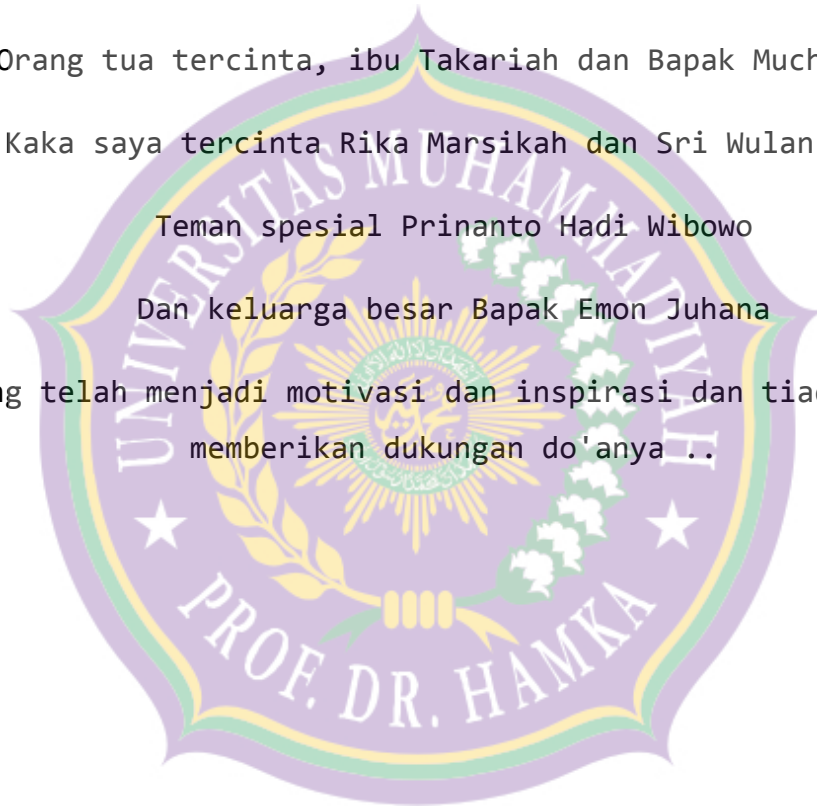 Orang tua tercinta, ibu Takariah dan Bapak Much
Kaka saya tercinta Rika Marsikah dan Sri Wulan
Teman spesial Prinanto Hadi Wibowo
Dan keluarga besar Bapak Emon Juhana
telah menjadi motivasi dan inspirasi dan
memberikan dukungan do'anya ..
UNIVERSITAS MUHAMMADIYAH
PROF. DR. HAMKA